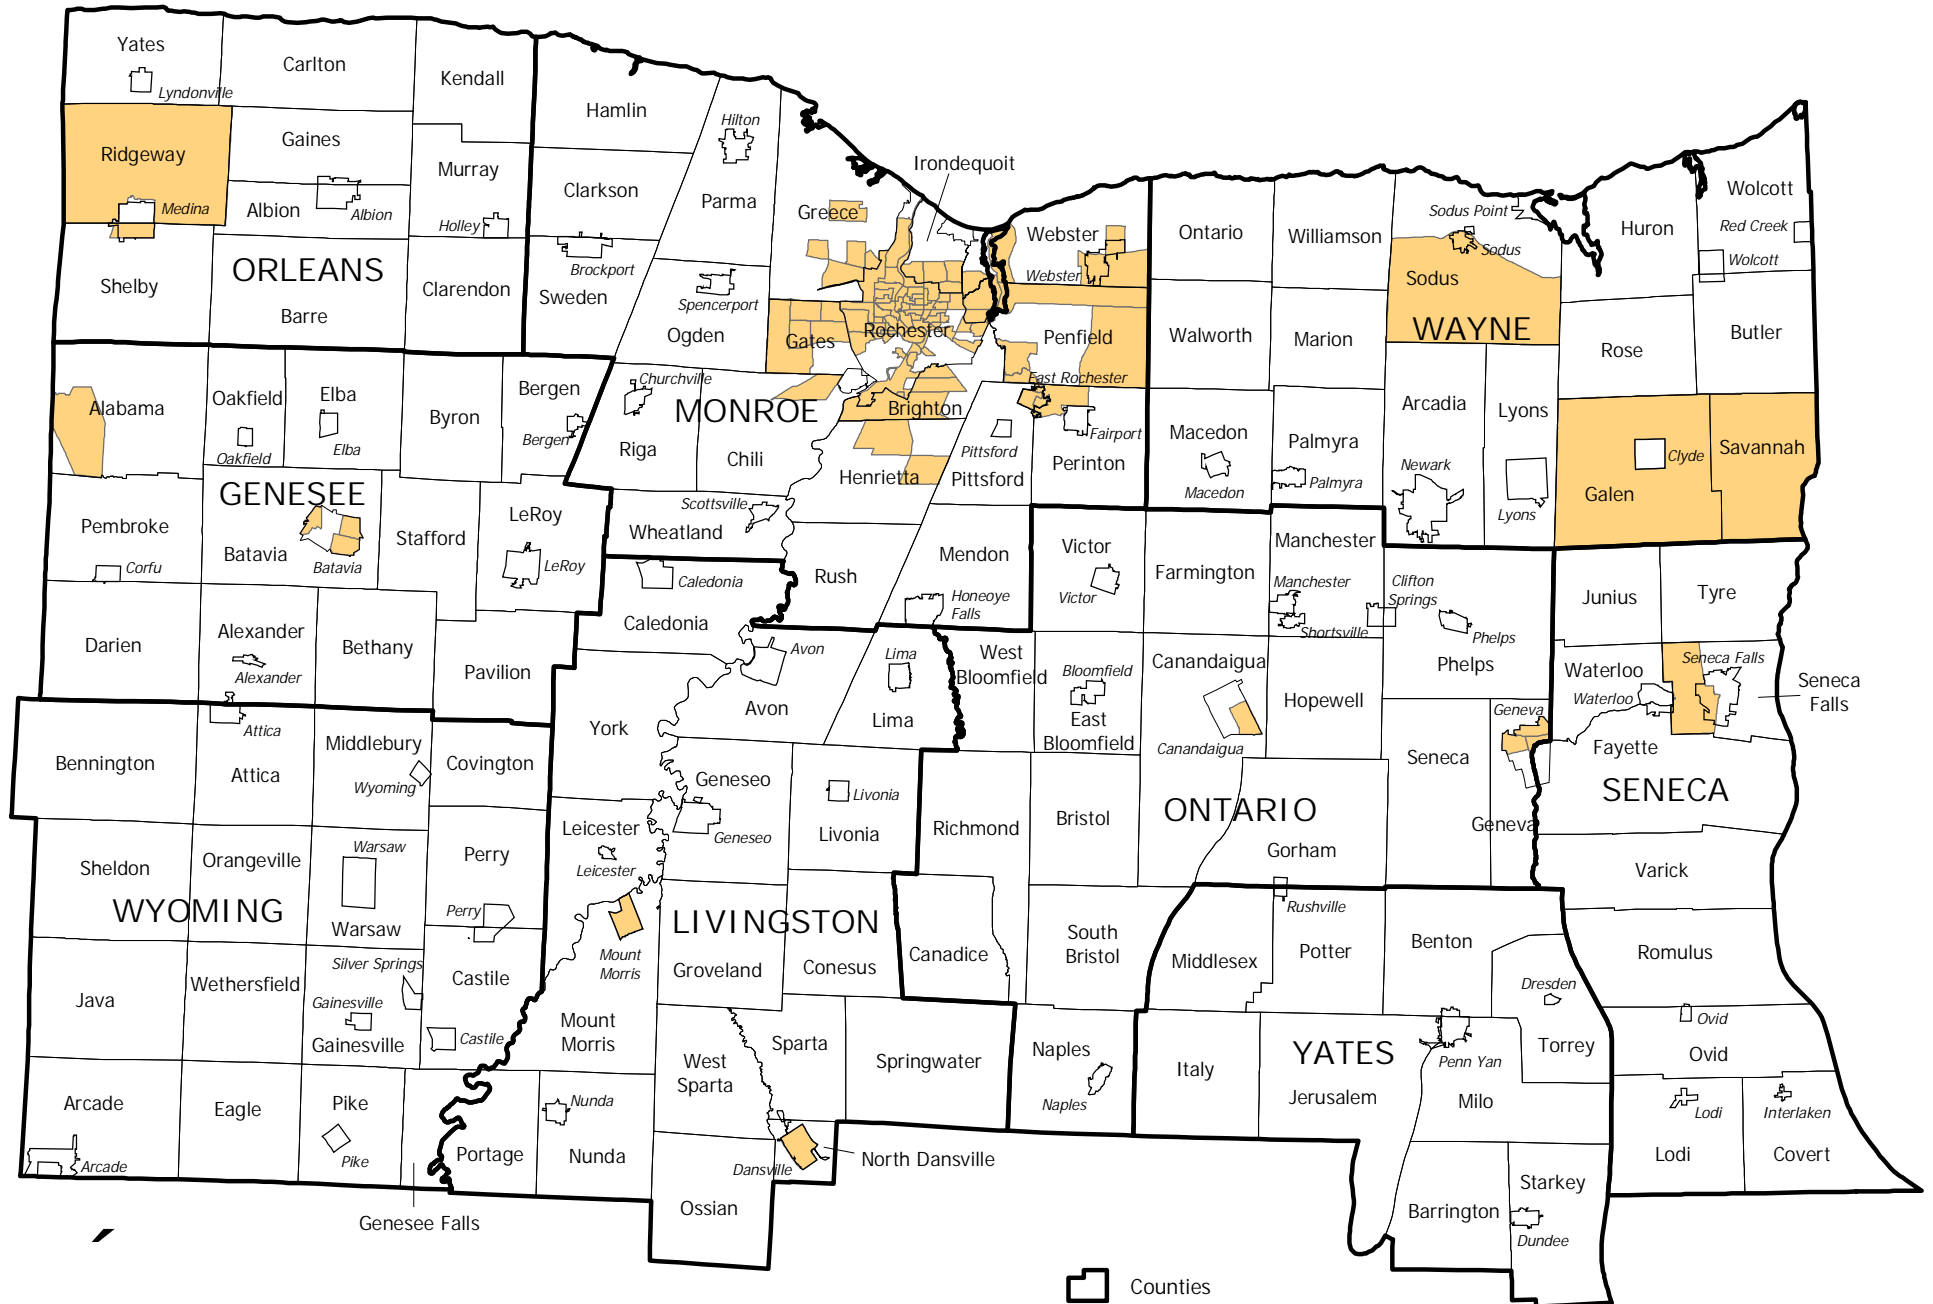 Yates
Lyndonville
Carlton
Kendall
Ridgeway
Medina
Gaines
Albion
Albion
Murray
Holley
Shelby
ORLEANS
Barre
Clarendon
Hamlin
Clarkson
Brockport
Sweden
Hilton
Parma
Spencerport
Ogden
Greece
Irondequoit
Webster
Webster
Rochester
Gates
Penfield
East Rochester
MONROE
Brighton
Churchville
Riga
Chili
Henrietta
Pittsford
Pittsford
Fairport
Perinton
Scottsville
Wheatland
Rush
Mendon
Honeoye
Falls
Ontario
Williamson
Sodus Point
Sodus
Sodus
WAYNE
Huron
Wolcott
Red Creek
Wolcott
Butler
Rose
Walworth
Marion
Macedon
Macedon
Palmyra
Palmyra
Arcadia
Newark
Lyons
Lyons
Clyde
Galen
Savannah
Alabama
Oakfield
Oakfield
Elba
Elba
Byron
Bergen
Bergen
GENESEE
Pembroke
Corfu
Batavia
Batavia
Stafford
LeRoy
LeRoy
Darien
Alexander
Alexander
Bethany
Pavilion
Bennington
Attica
Attica
Middlebury
Wyoming
Covington
Sheldon
Orangeville
Warsaw
Warsaw
Perry
Perry
WYOMING
Java
Wethersfield
Silver Springs
Gainesville
Gainesville
Castile
Castile
Arcade
Arcade
Eagle
Pike
Pike
Genesee Falls
Caledonia
Caledonia
Avon
Avon
Lima
Lima
York
Geneseo
Geneseo
Livonia
Livonia
Leicester
Leicester
LIVINGSTON
Mount
Morris
Groveland
Conesus
Mount
Morris
West
Sparta
Sparta
Springwater
Portage
Nunda
Nunda
Dansville
North Dansville
Ossian
Victor
Victor
Farmington
Manchester
Manchester
Shortsville
Clifton
Springs
Phelps
Phelps
West
Bloomfield
Bloomfield
East
Bloomfield
Canandaigua
Canandaigua
Hopewell
Seneca
Geneva
Geneva
Richmond
Bristol
ONTARIO
Gorham
Canadice
South
Bristol
Naples
Naples
Rushville
Middlesex
Potter
Benton
Dresden
Torrey
Italy
YATES
Jerusalem
Penn Yan
Milo
Barrington
Starkey
Dundee
Junius
Tyre
Waterloo
Waterloo
Seneca Falls
Seneca
Falls
Fayette
SENECA
Varick
Romulus
Ovid
Ovid
Lodi
Lodi
Interlaken
Covert
Counties